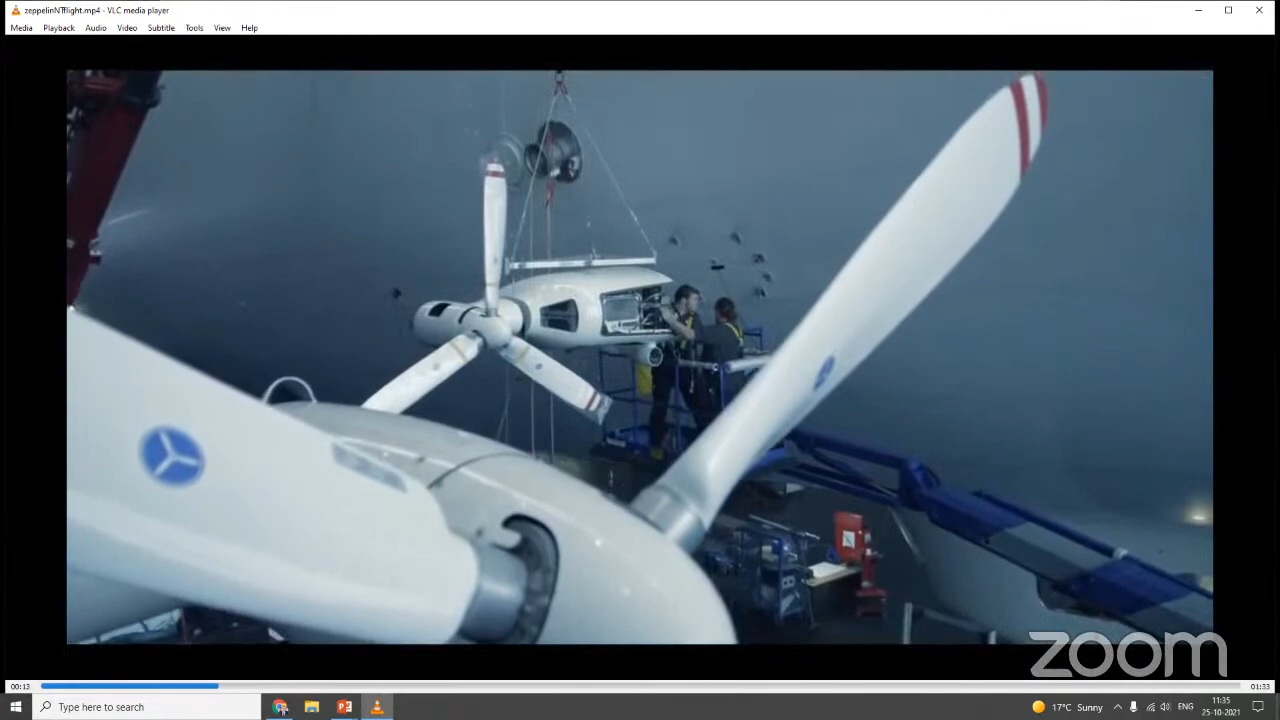 zeppelinNTflight.mp4 - VLC media player
Media Playback Audio Video Subtitle Tools View Help
zoom
00:13
01:33
Type here to search
17°C Sunny
ENG
11:35
25-10-2021